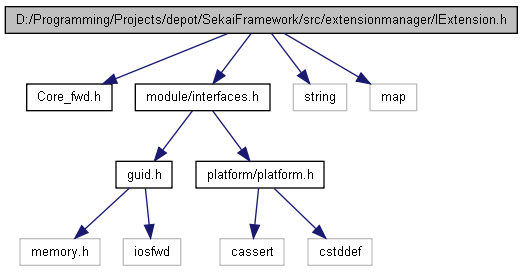 D:/Programming/Projects/depot/SekaiFramework/src/extensionmanager/IExtension.h
Core_fwd.h
module/interfaces.h
string
map
guid.h
platform/platform.h
memory.h
iosfwd
cassert
cstddef